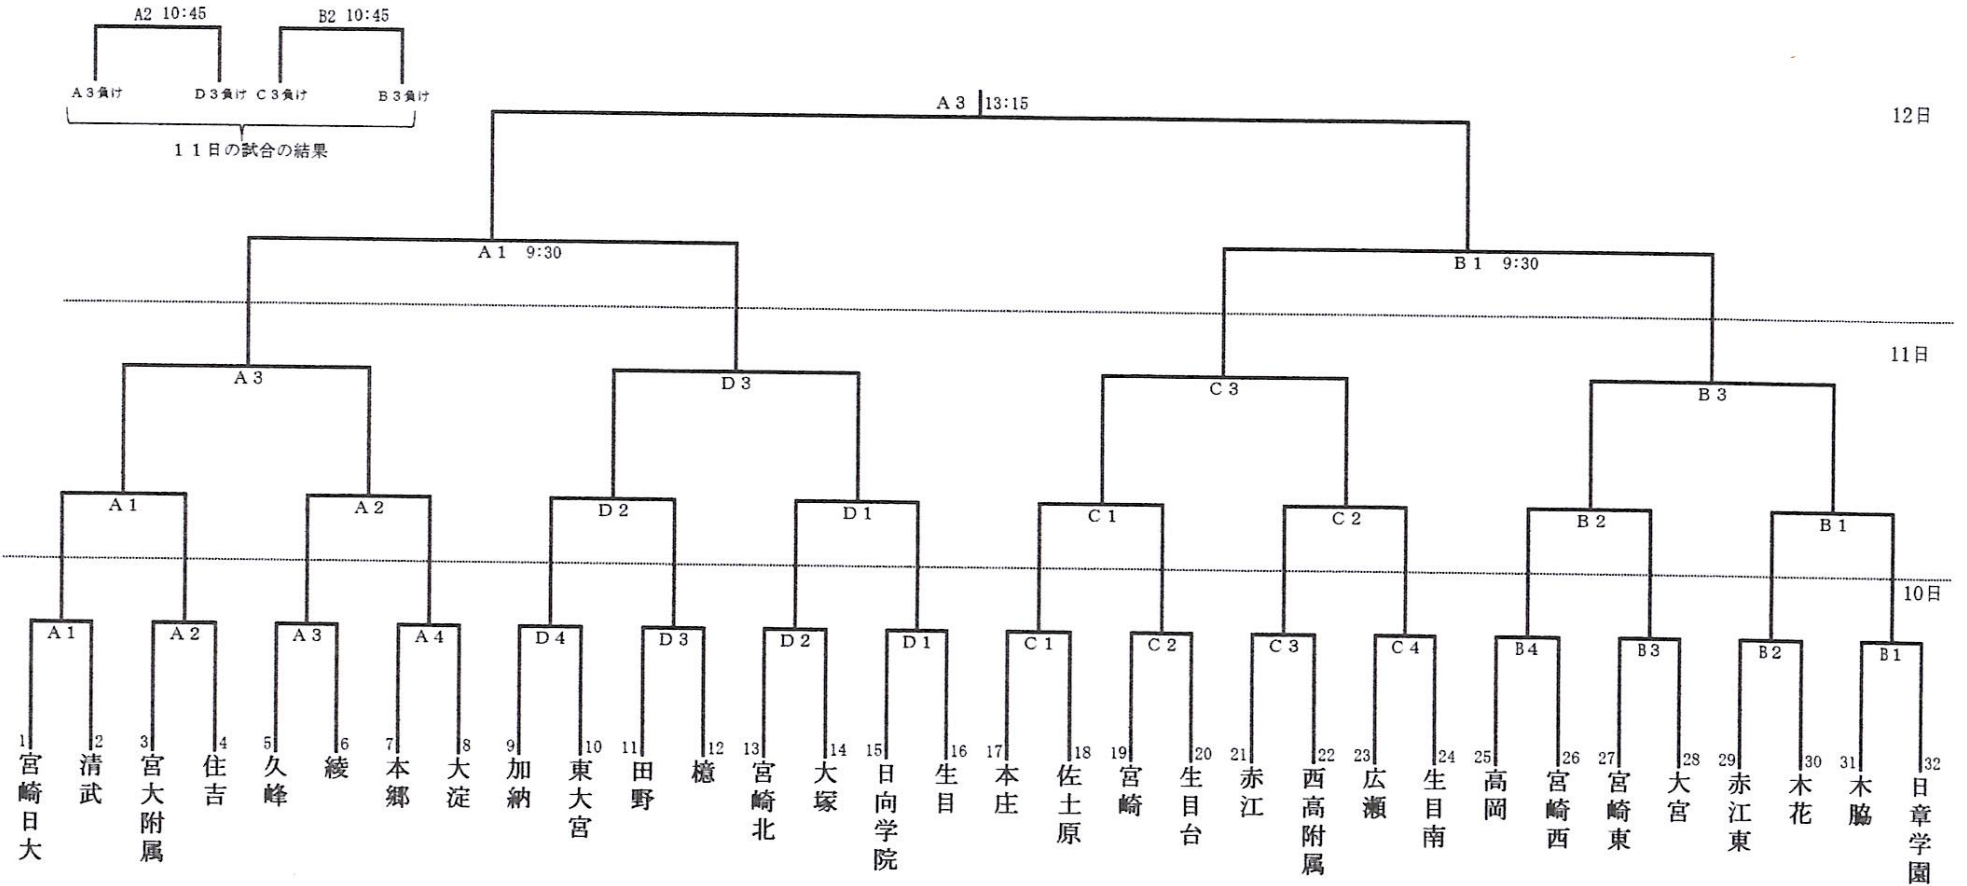 A2 10:45
B2 10:45
A3負け
D3負け
C3負け
B3負け
11日の試合の結果
A3 13:15
12日
A1 9:30
B1 9:30
11日
A3
D3
C3
B3
A1
A2
D2
D1
C1
C2
B2
B1
10日
A1
A2
A3
A4
D4
D3
D2
D1
C1
C2
C3
C4
B4
B3
B2
B1
1 宮崎日大
2 清武
3 宮大附属
4 住吉
5 久峰
6 綾
7 本郷
8 大淀
9 加納
10 東大宮
11 田野
12 檍
13 宮崎北
14 大塚
15 日向学院
16 生目
17 本庄
18 佐土原
19 宮崎
20 生目台
21 赤江
22 西高附属
23 広瀬
24 生目南
25 高岡
26 宮崎西
27 宮崎東
28 大宮
29 赤江東
30 木花
31 木脇
32 日章学園